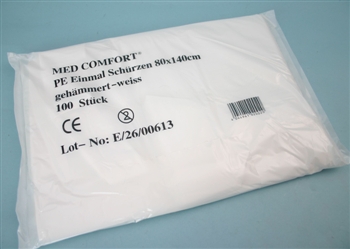 MED COMFORT®
PE Einmal Schürzen 80x140cm
gehämmert-weiss
100 Stück
CE
Lot- No: E/26/00613